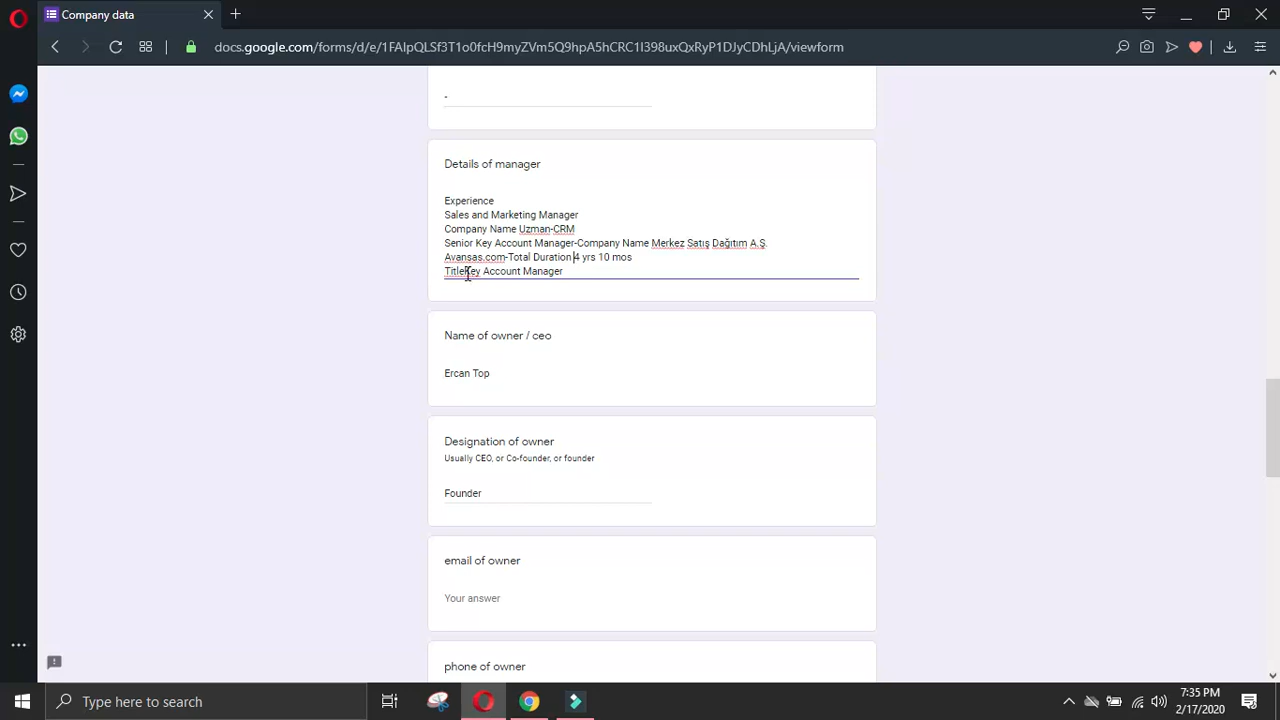 Company data
docs.google.com/forms/d/e/1FAIpQLSf3T1o0fcH9myZVm5Q9hpA5hCRC1I398uxQxRyP1DJyCDhLjA/viewform
-
Details of manager
Experience
Sales and Marketing Manager
Company Name Uzman-CRM
Senior Key Account Manager-Company Name Merkez Satış Dağıtım A.Ş.
Avansas.com-Total Duration 4 yrs 10 mos
TitleKey Account Manager
Name of owner / ceo
Ercan Top
Designation of owner
Usually CEO, or Co-founder, or founder
Founder
email of owner
Your answer
phone of owner
Type here to search
7:35 PM
2/17/2020